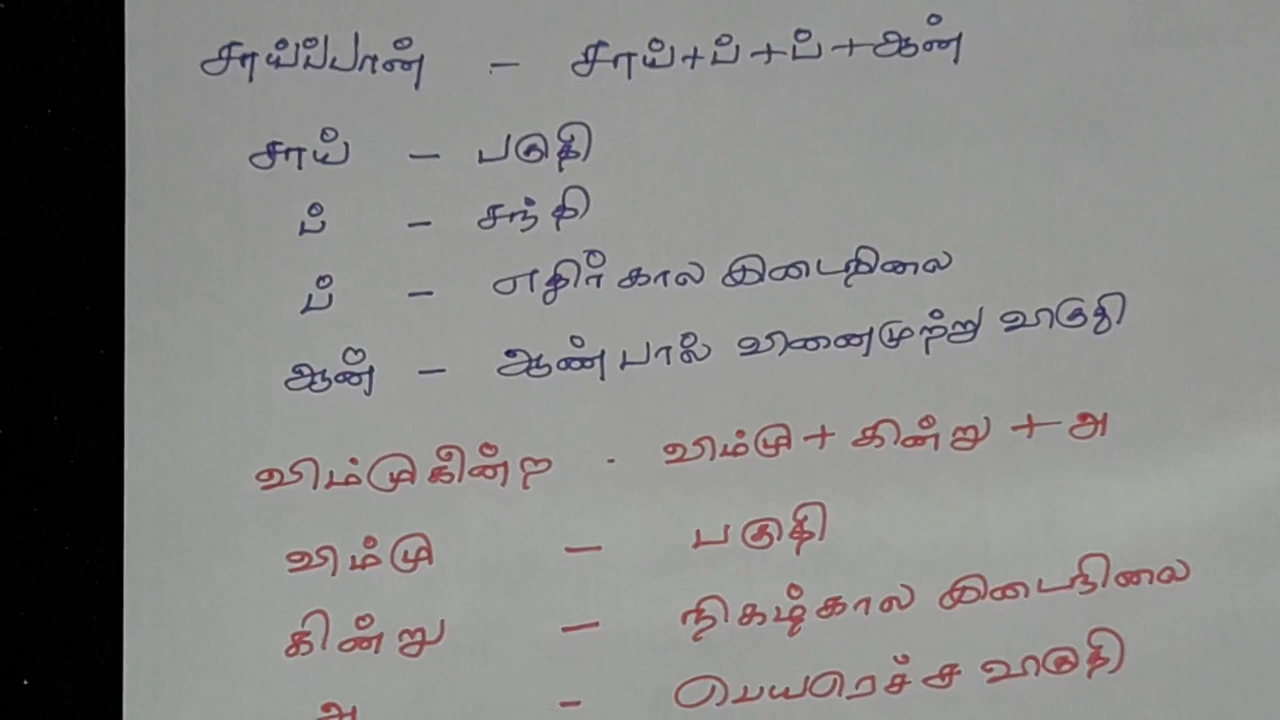 சாய்ப்பான் - சாய்+ப்+ப்+ஆன்
சாய் - பகுதி
ப் - சந்தி
ப் - எதிர் கால இடைநிலை
ஆன் - ஆண் பால் வினைமுற்று விகுதி
விம்முகின்ற - விம்மு + கின்று + அ
விம்மு - பகுதி
கின்று - நிகழ்கால இடைநிலை
அ - பெயரெச்ச விகுதி